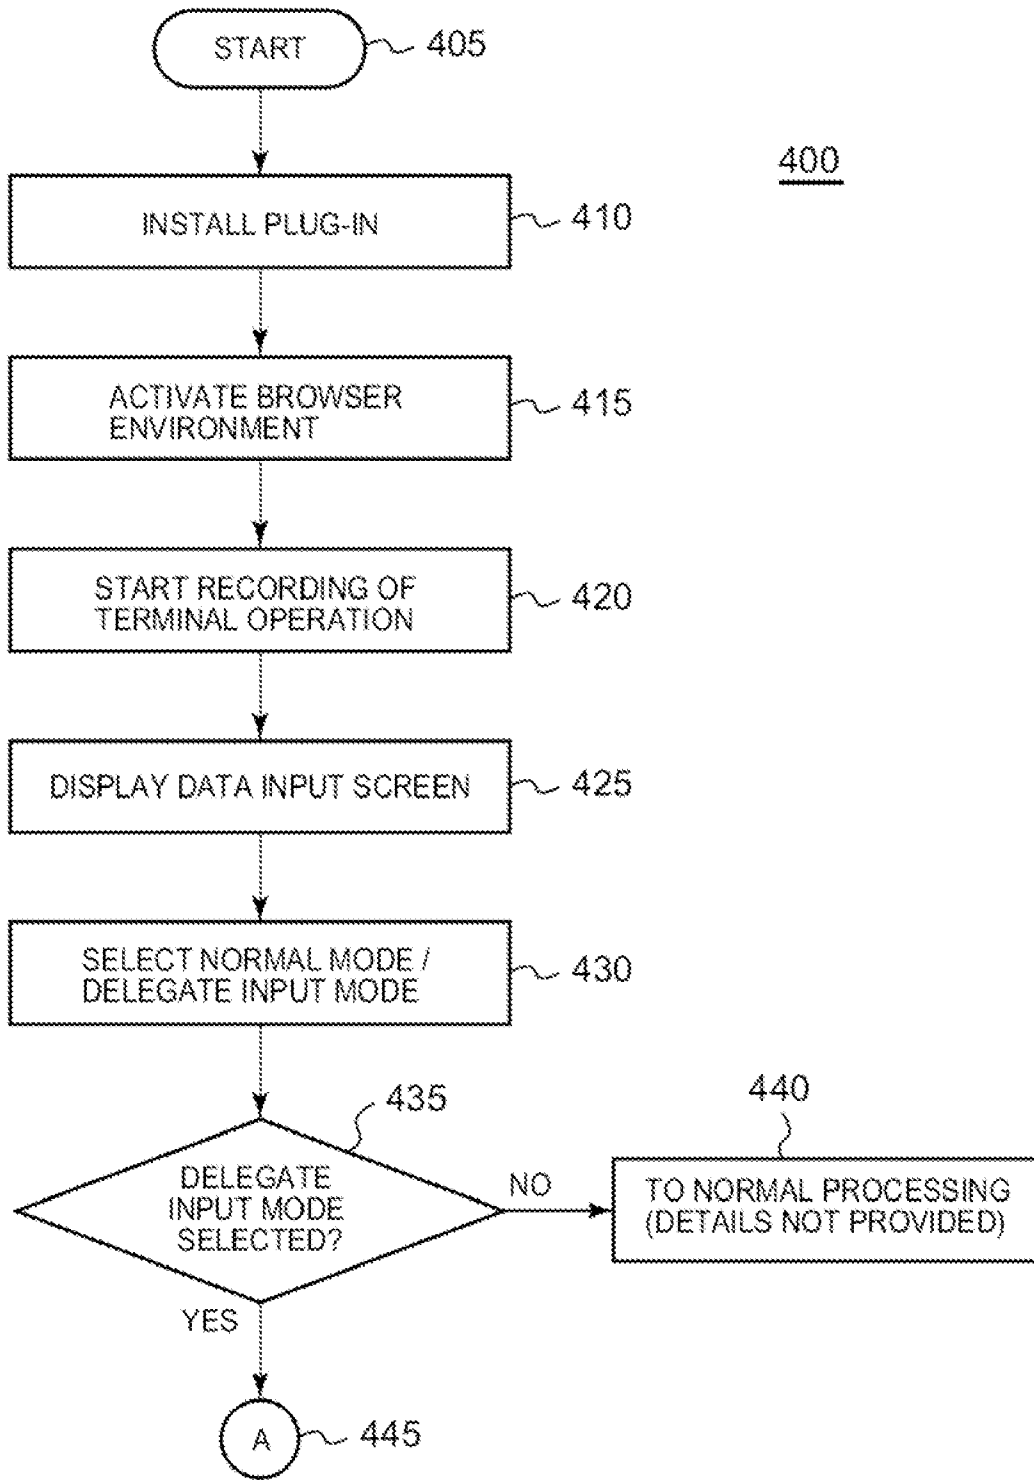 START
405
400
INSTALL PLUG-IN
410
ACTIVATE BROWSER
ENVIRONMENT
415
START RECORDING OF
TERMINAL OPERATION
420
DISPLAY DATA INPUT SCREEN
425
SELECT NORMAL MODE /
DELEGATE INPUT MODE
430
435
DELEGATE
INPUT MODE
SELECTED?
NO
440
TO NORMAL PROCESSING
(DETAILS NOT PROVIDED)
YES
A
445